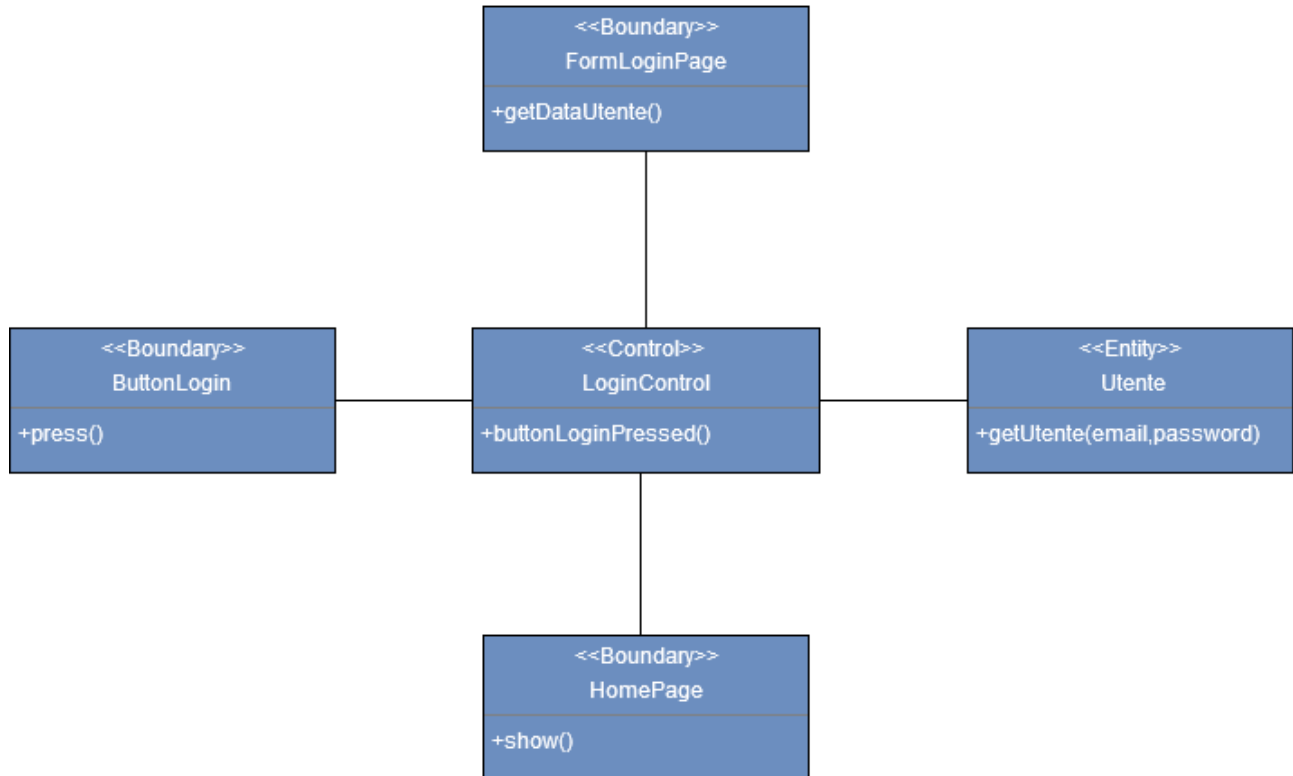 <<Boundary>>
FormLoginPage
+getDataUtente()
<<Boundary>>
ButtonLogin
+press()
<<Control>>
LoginControl
+buttonLoginPressed()
<<Entity>>
Utente
+getUtente(email,password)
<<Boundary>>
HomePage
+show()